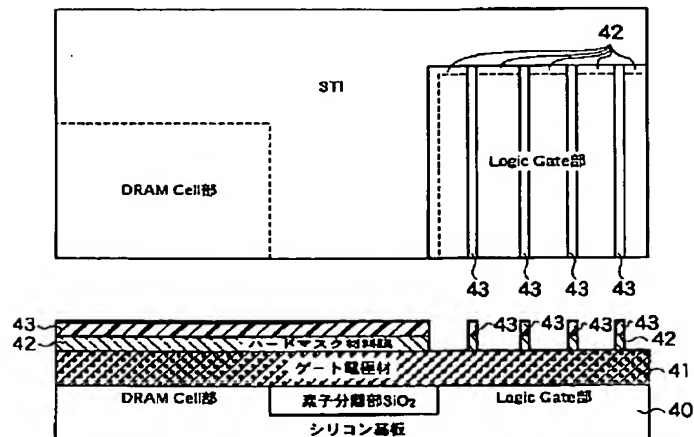 42
STI
Logic Gate部
DRAM Cell部
43 43 43 43
43 43 43 43 43
42 ハードマスク材料膜 42
ゲート電極材 41
DRAM Cell部 素子分離部SiO₂ Logic Gate部 40
シリコン基板